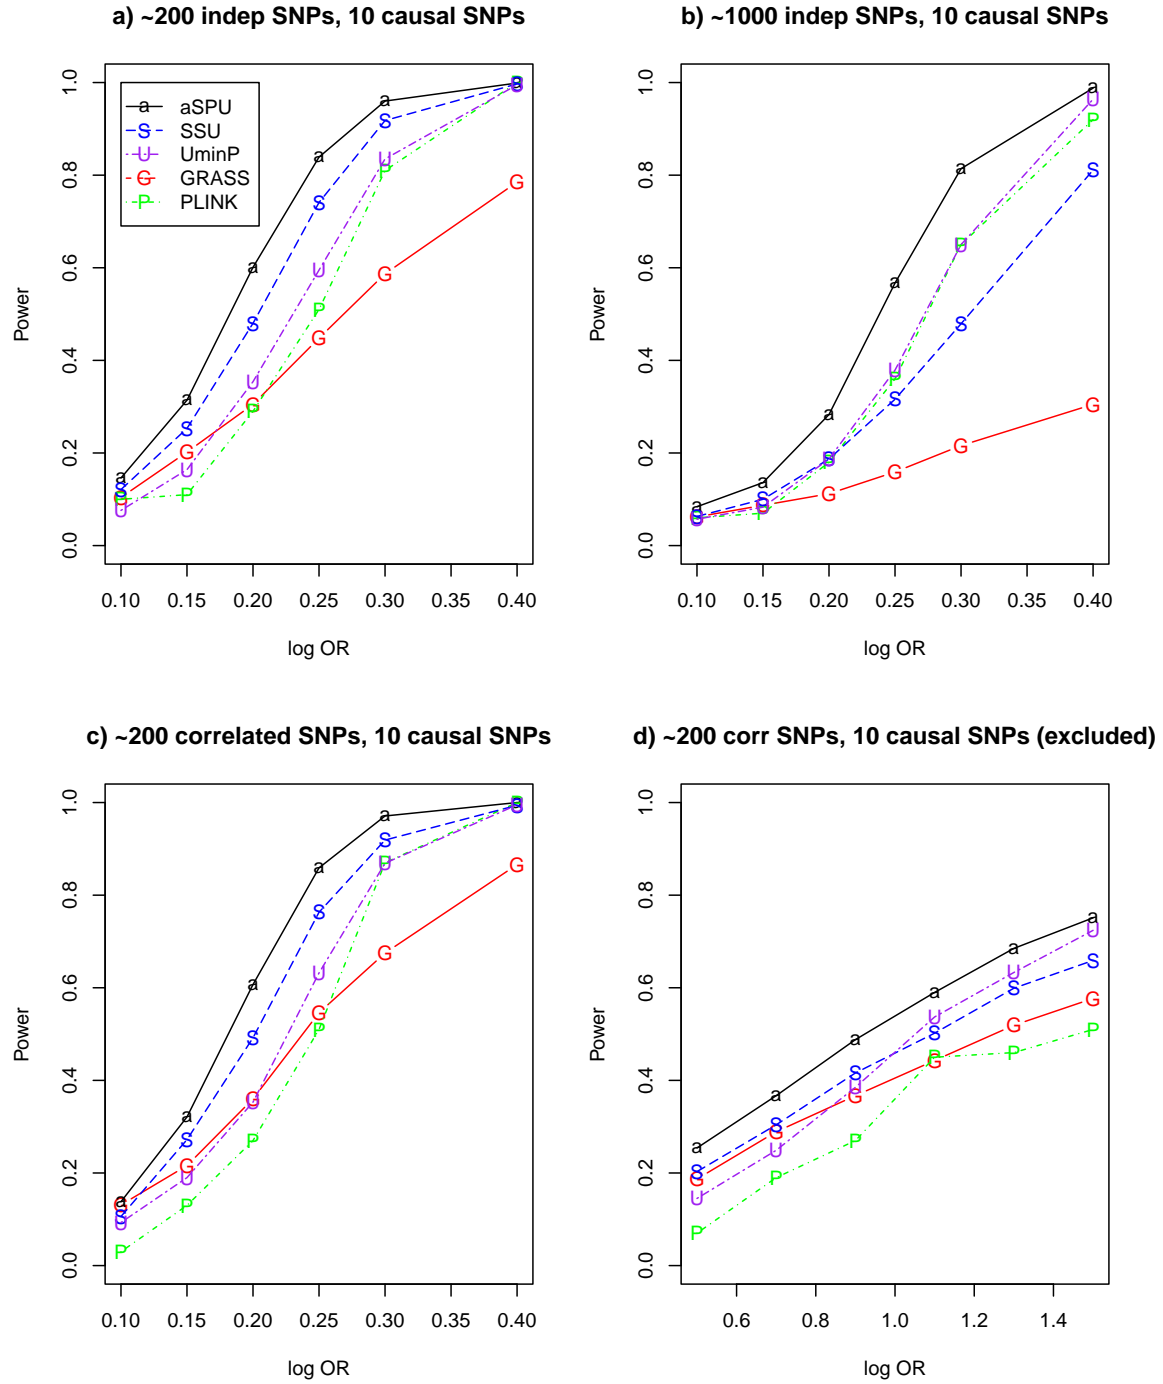 a) ~200 indep SNPs, 10 causal SNPs
Power
0.0 0.2 0.4 0.6 0.8 1.0
a aSPU
S SSU
U UminP
G GRASS
P PLINK
0.10 0.15 0.20 0.25 0.30 0.35 0.40
log OR
b) ~1000 indep SNPs, 10 causal SNPs
Power
0.0 0.2 0.4 0.6 0.8 1.0
0.10 0.15 0.20 0.25 0.30 0.35 0.40
log OR
c) ~200 correlated SNPs, 10 causal SNPs
Power
0.0 0.2 0.4 0.6 0.8 1.0
0.10 0.15 0.20 0.25 0.30 0.35 0.40
log OR
d) ~200 corr SNPs, 10 causal SNPs (excluded)
Power
0.0 0.2 0.4 0.6 0.8 1.0
0.6 0.8 1.0 1.2 1.4
log OR